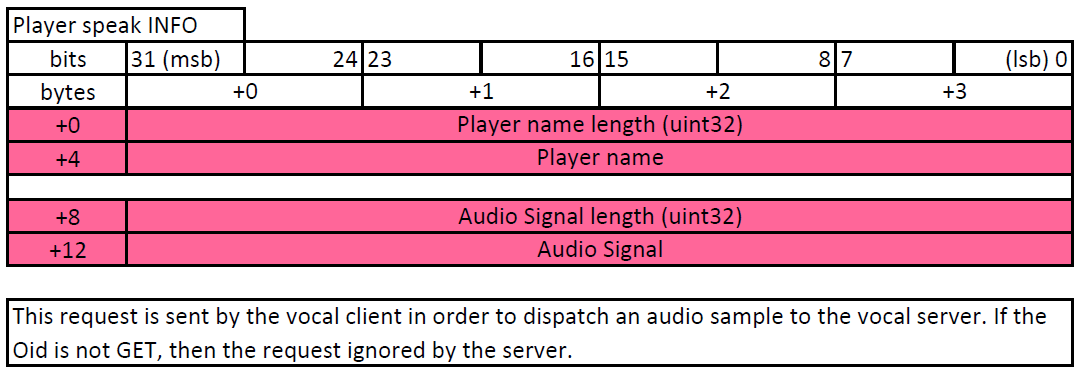 Player speak INFO
bits 31 (msb) 24 23 16 15 8 7 (lsb) 0
bytes +0 +1 +2 +3
+0 Player name length (uint32)
+4 Player name
+8 Audio Signal length (uint32)
+12 Audio Signal
This request is sent by the vocal client in order to dispatch an audio sample to the vocal server. If the
Oid is not GET, then the request ignored by the server.